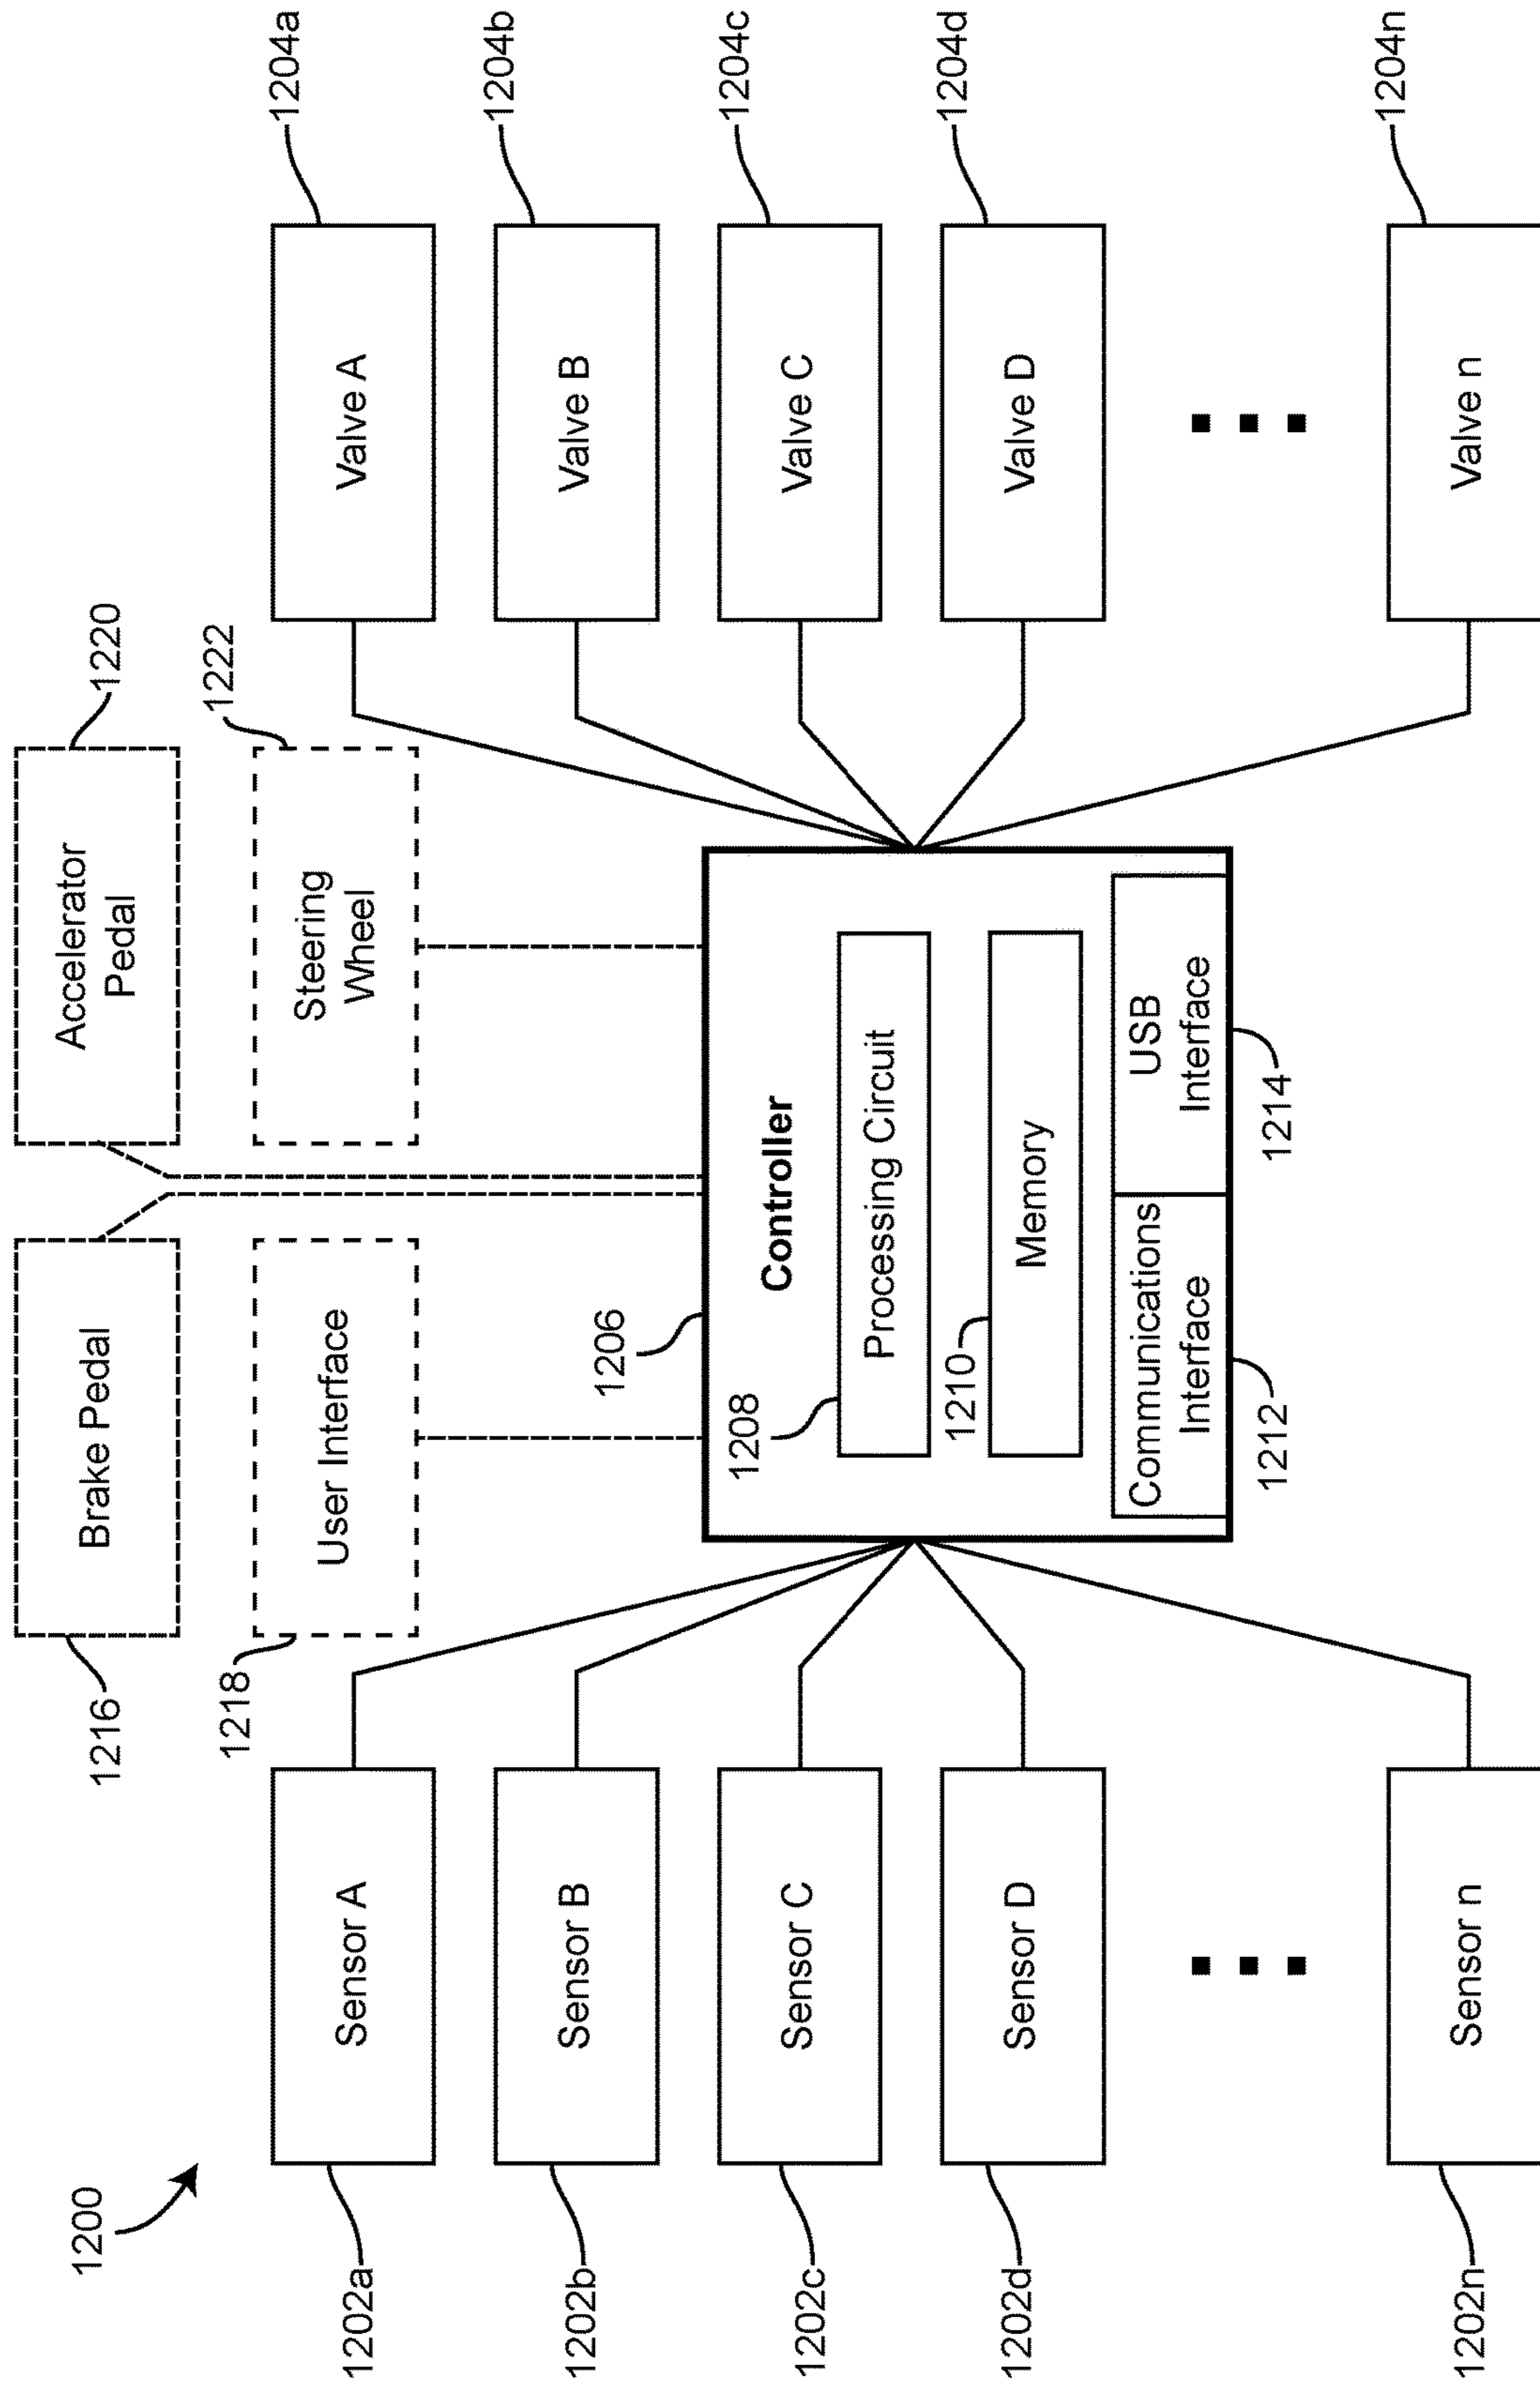 1200
1216
Brake Pedal
Accelerator
Pedal
1220
1218
User Interface
Steering
Wheel
1222
1202a
Sensor A
Valve A
1204a
1202b
Sensor B
Valve B
1204b
1202c
Sensor C
Valve C
1204c
1202d
Sensor D
Valve D
1204d
1202n
Sensor n
Valve n
1204n
1206
Controller
1208
Processing Circuit
1210
Memory
Communications
Interface
USB
Interface
1212
1214